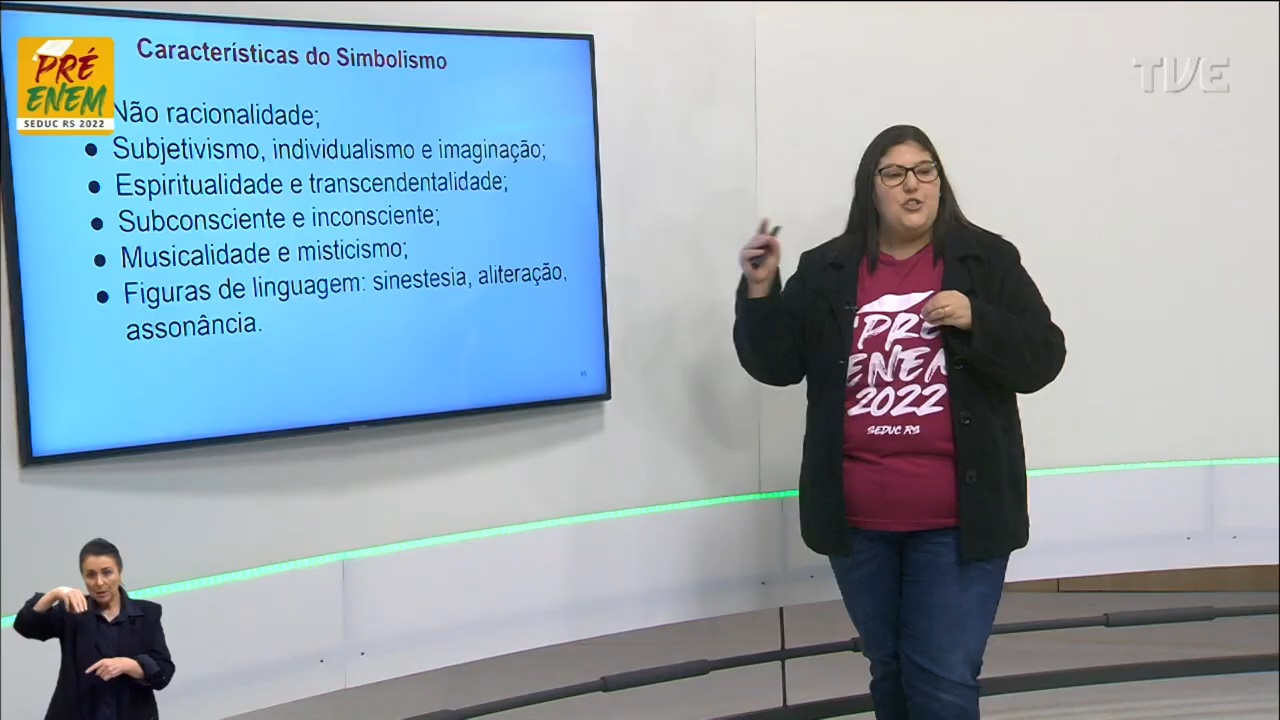 Características do Simbolismo
Não racionalidade;
● Subjetivismo, individualismo e imaginação;
● Espiritualidade e transcendentalidade;
● Subconsciente e inconsciente;
● Musicalidade e misticismo;
● Figuras de linguagem: sinestesia, aliteração,
assonância.
PRÉ
ENEM
SEDUC RS 2022
TVE
PRÉ
ENEM
2022
SEDUC RS